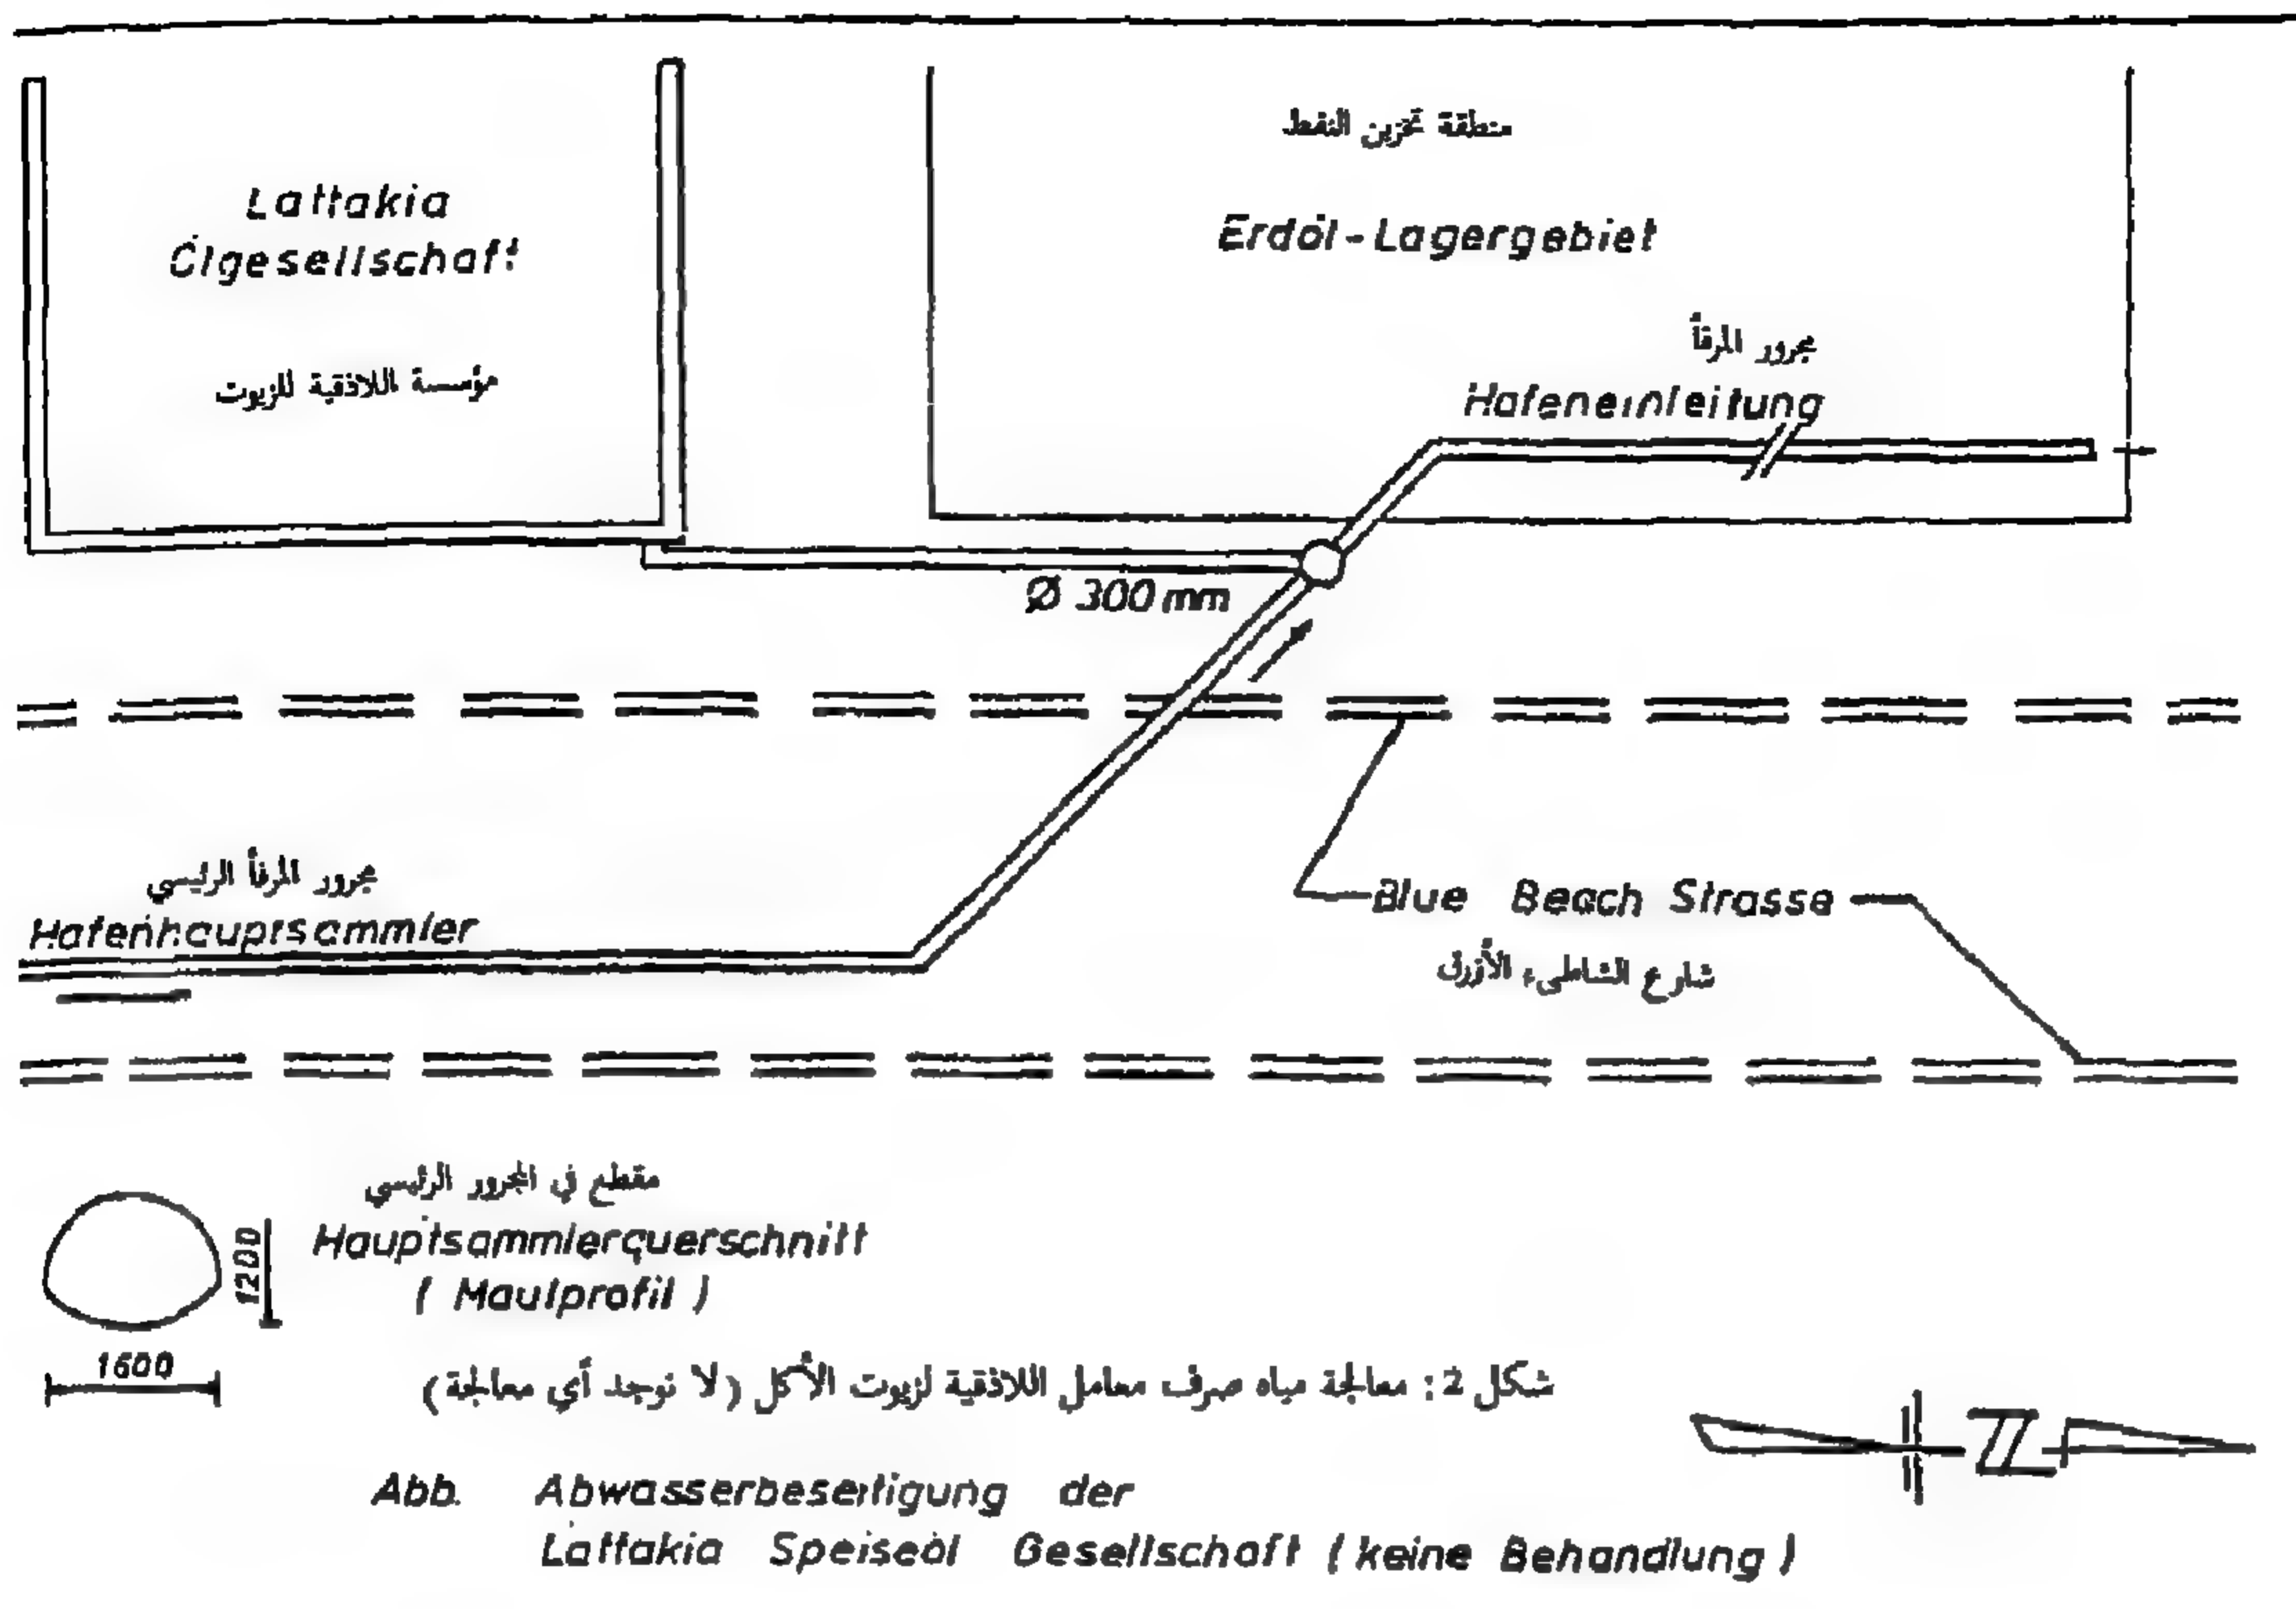 منطقة تخزين النفط
Lattakia
Ölgesellschaft
Erdöl-Lagergebiet
مؤسسة اللاذقية للزيوت
مجرور المرفأ
Hafeneinleitung
Ø 300 mm
مجرور المرفأ الرئيسي
Hafenhauptsammler
Blue Beach Strasse
شارع الشاطىء الأزرق
مقطع في المجرور الرئيسي
Hauptsammlerquerschnitt
(Maulprofil)
1200
1600
شكل 2: معالجة مياه صرف معامل اللاذقية لزيوت الأكل (لا توجد أي معالجة)
N
Abb. Abwasserbeseitigung der
Lattakia Speiseöl Gesellschaft (keine Behandlung)